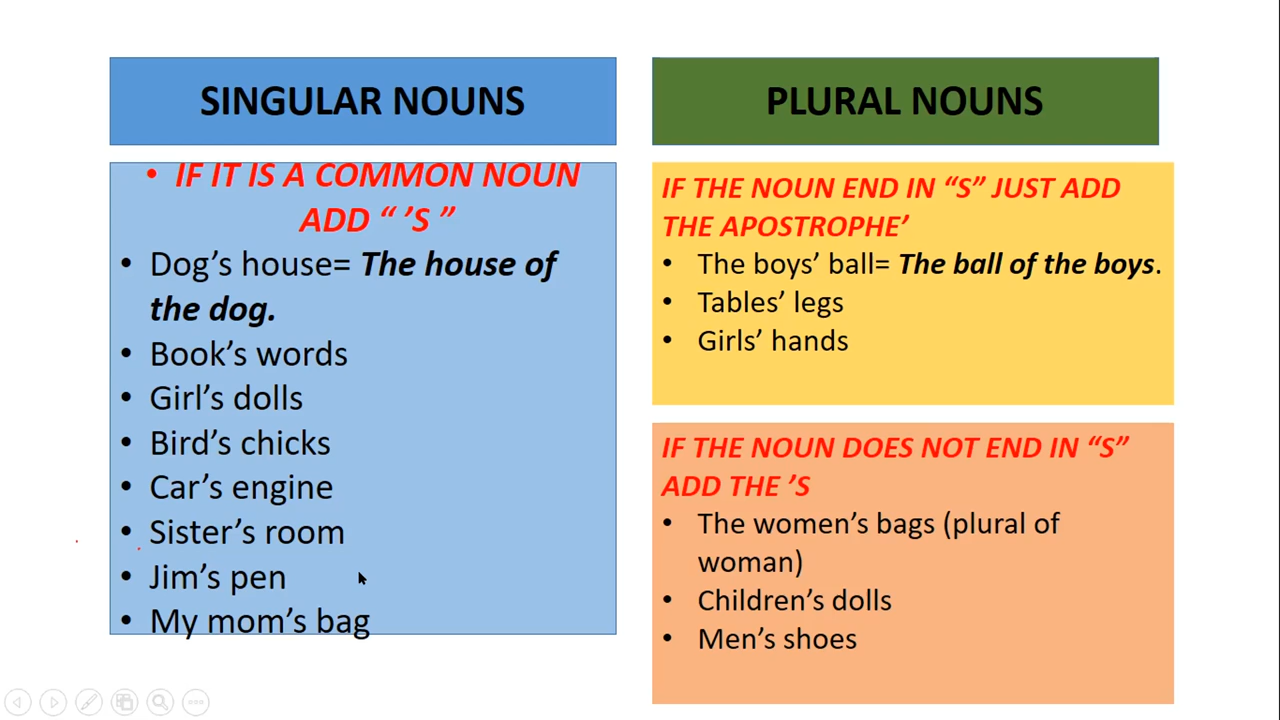 SINGULAR NOUNS
• IF IT IS A COMMON NOUN
ADD “ ’S ”
• Dog’s house= The house of
the dog.
• Book’s words
• Girl’s dolls
• Bird’s chicks
• Car’s engine
• Sister’s room
• Jim’s pen
• My mom’s bag
PLURAL NOUNS
IF THE NOUN END IN “S” JUST ADD
THE APOSTROPHE’
• The boys’ ball= The ball of the boys.
• Tables’ legs
• Girls’ hands
IF THE NOUN DOES NOT END IN “S”
ADD THE ’S
• The women’s bags (plural of
woman)
• Children’s dolls
• Men’s shoes